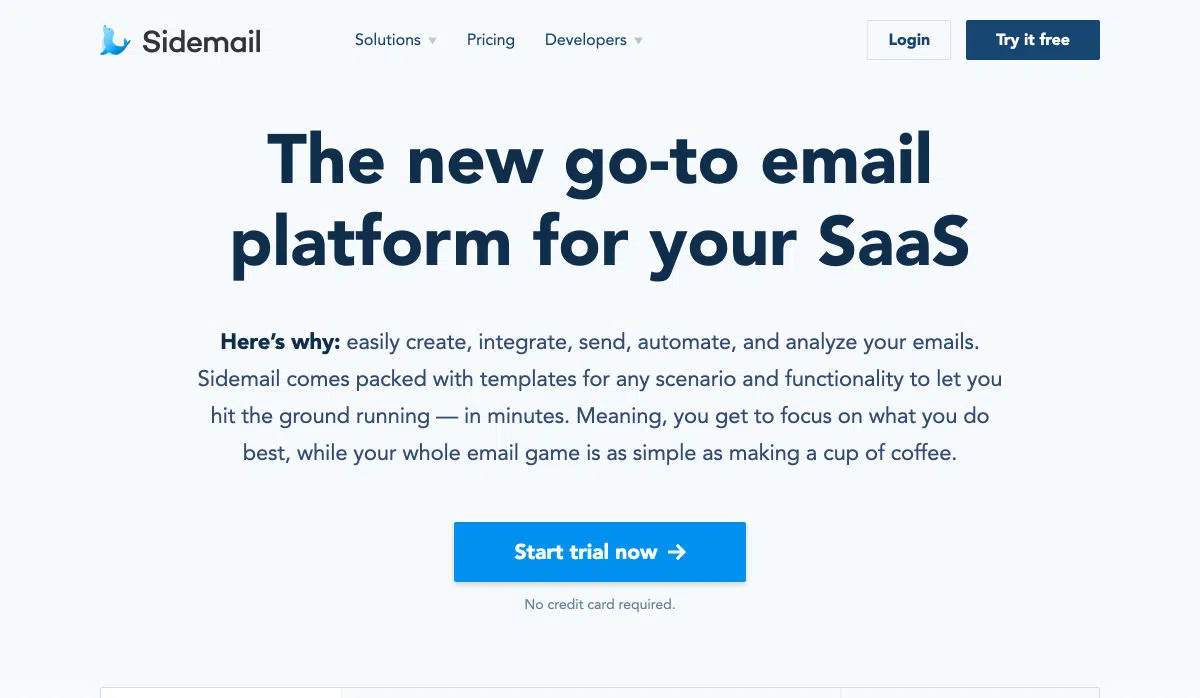 Sidemail
Solutions
Pricing
Developers
Login
Try it free
The new go-to email
platform for your SaaS
Here’s why: easily create, integrate, send, automate, and analyze your emails.
Sidemail comes packed with templates for any scenario and functionality to let you
hit the ground running — in minutes. Meaning, you get to focus on what you do
best, while your whole email game is as simple as making a cup of coffee.
Start trial now →
No credit card required.